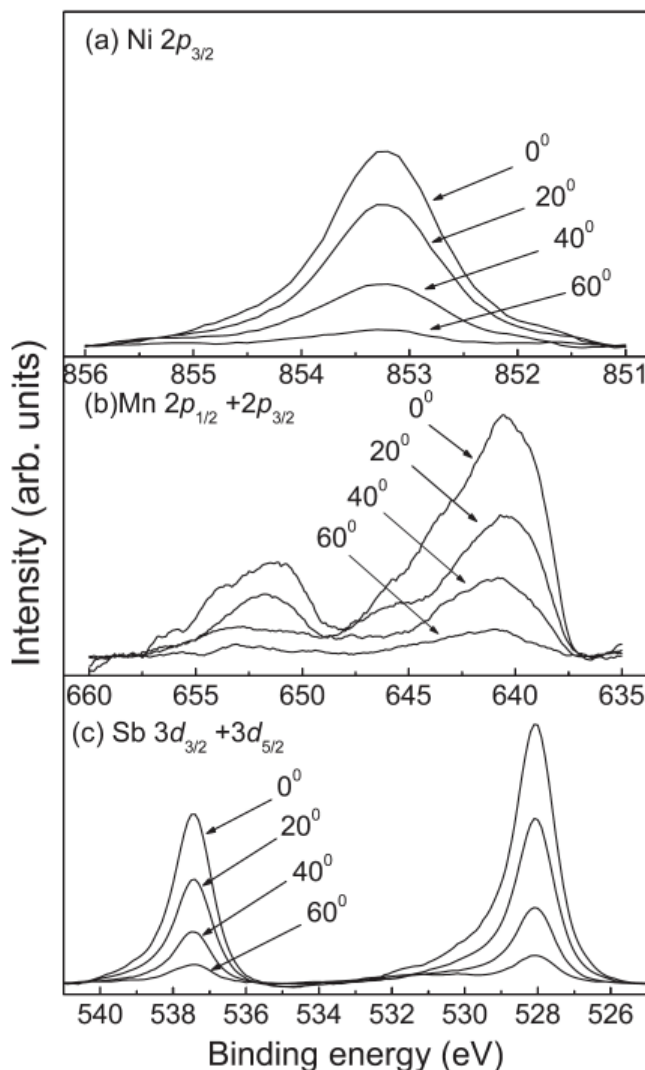 (a) Ni 2p3/2
0⁰
20⁰
40⁰
60⁰
856 855 854 853 852 851
(b)Mn 2p1/2 +2p3/2
0⁰
20⁰
40⁰
60⁰
660 655 650 645 640 635
(c) Sb 3d3/2 +3d5/2
0⁰
20⁰
40⁰
60⁰
540 538 536 534 532 530 528 526
Binding energy (eV)
Intensity (arb. units)